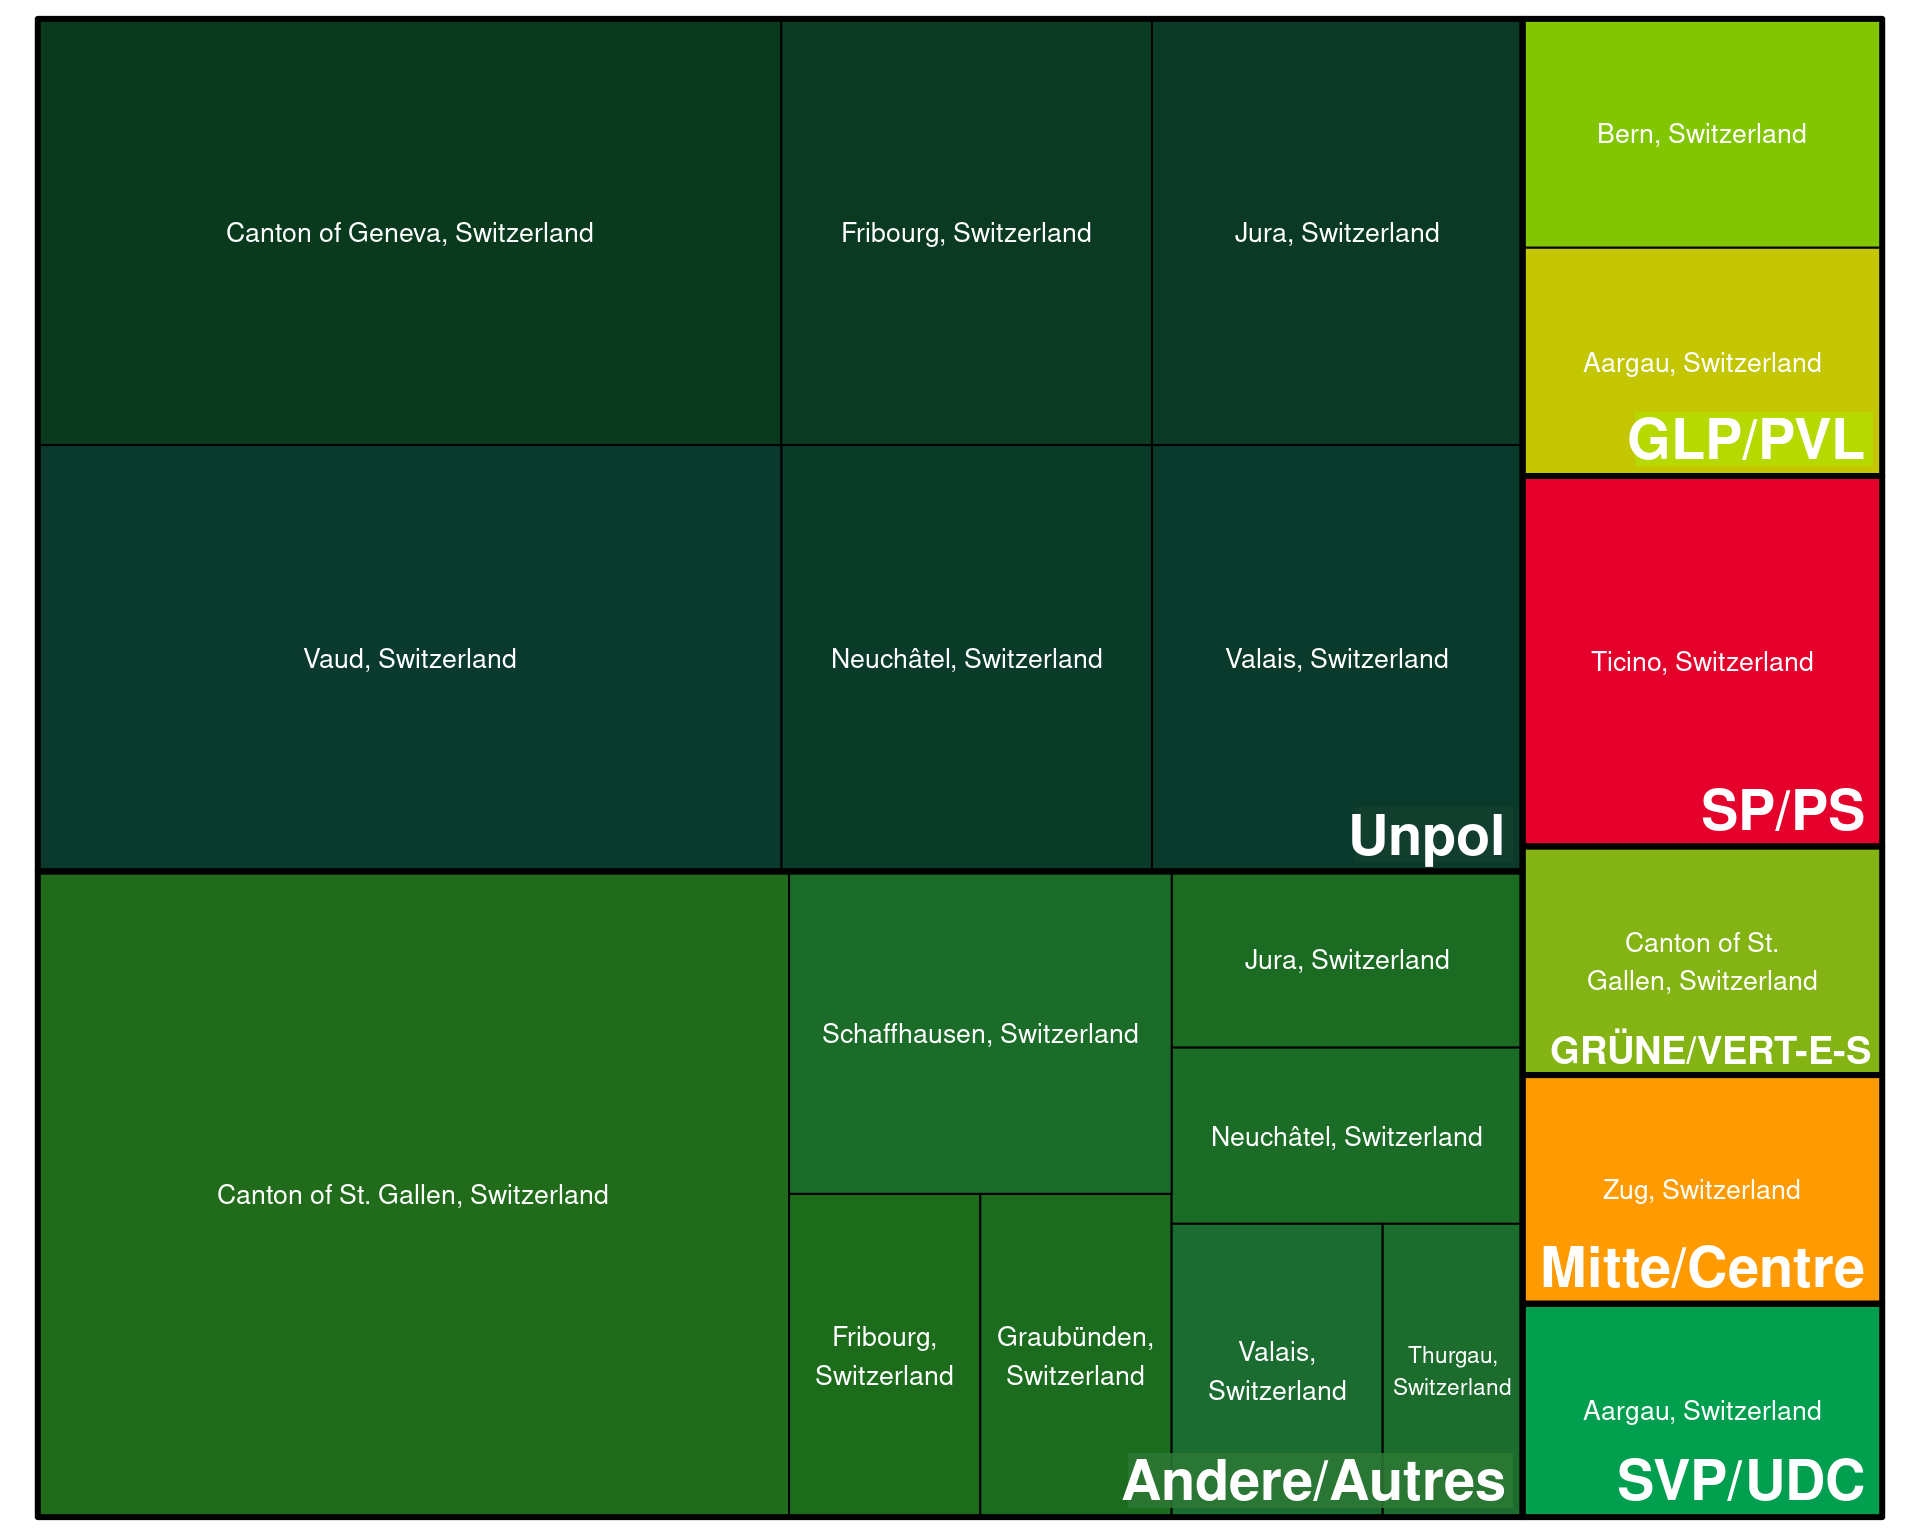 Canton of Geneva, Switzerland
Fribourg, Switzerland
Jura, Switzerland
Vaud, Switzerland
Neuchâtel, Switzerland
Valais, Switzerland
Unpol
Canton of St. Gallen, Switzerland
Schaffhausen, Switzerland
Jura, Switzerland
Neuchâtel, Switzerland
Fribourg,
Switzerland
Graubünden,
Switzerland
Valais,
Switzerland
Thurgau,
Switzerland
Andere/Autres
Bern, Switzerland
Aargau, Switzerland
GLP/PVL
Ticino, Switzerland
SP/PS
Canton of St.
Gallen, Switzerland
GRÜNE/VERT-E-S
Zug, Switzerland
Mitte/Centre
Aargau, Switzerland
SVP/UDC